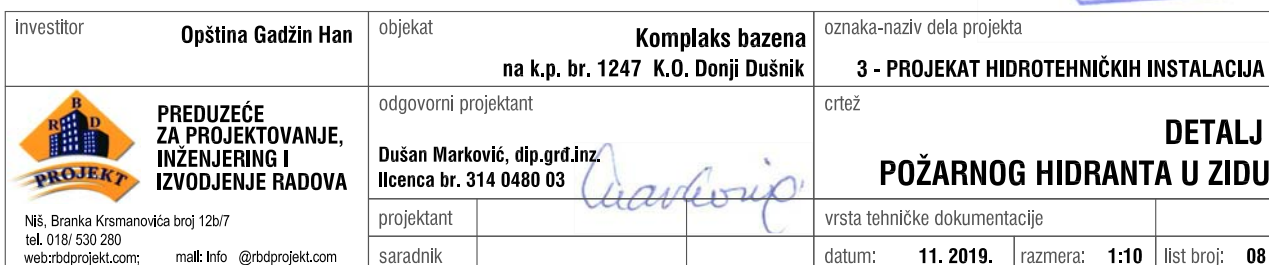 investitor
Opština Gadžin Han
objekat
Komplaks bazena
na k.p. br. 1247 K.O. Donji Dušnik
oznaka-naziv dela projekta
3 - PROJEKAT HIDROTEHNIČKIH INSTALACIJA
R B D
PROJEKT
PREDUZEĆE
ZA PROJEKTOVANJE,
INŽENJERING I
IZVODJENJE RADOVA
Niš, Branka Krsmanovića broj 12b/7
tel. 018/ 530 280
web:rbdprojekt.com; mail: Info @rbdprojekt.com
odgovorni projektant
Dušan Marković, dip.grđ.inz.
lIcenca br. 314 0480 03
projektant
saradnik
crtež
DETALJ
POŽARNOG HIDRANTA U ZIDU
vrsta tehničke dokumentacije
datum: 11. 2019. razmera: 1:10 list broj: 08